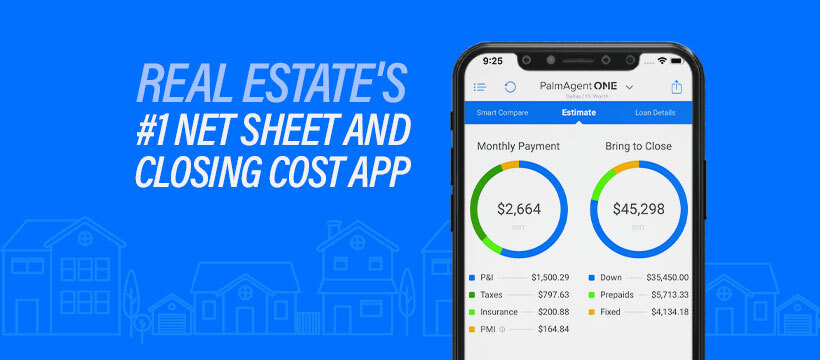 REAL ESTATE'S
#1 NET SHEET AND
CLOSING COST APP
9:25
PalmAgent ONE
Dallas / Ft. Worth
Smart Compare Estimate Loan Details
Monthly Payment Bring to Close
$2,664 $45,298
EDIT EDIT
P&I $1,500.29 Down $35,450.00
Taxes $797.63 Prepaids $5,713.33
Insurance $200.88 Fixed $4,134.18
PMI $164.84